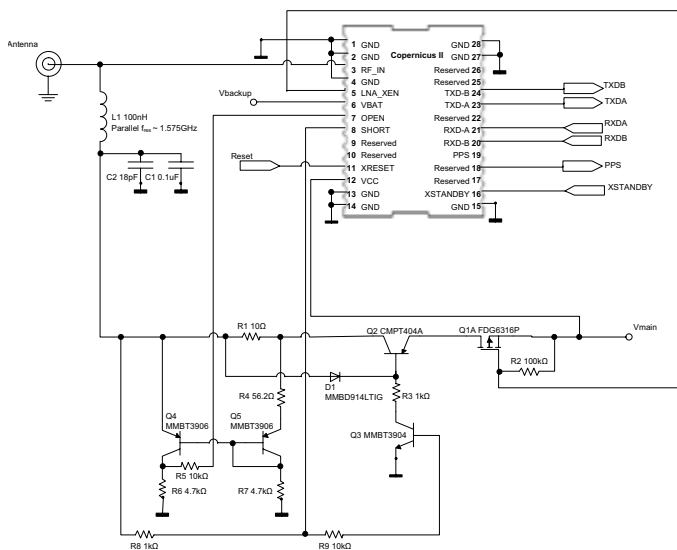 Antenna
Copernicus II
1 GND
2 GND
3 RF_IN
4 GND
5 LNA_XEN
6 VBAT
7 OPEN
8 SHORT
9 Reserved
10 Reserved
11 XRESET
12 VCC
13 GND
14 GND
GND 28
GND 27
Reserved 26
Reserved 25
TXD-B 24
TXD-A 23
Reserved 22
RXD-A 21
RXD-B 20
PPS 19
Reserved 18
Reserved 17
XSTANDBY 16
GND 15
TXDB
TXDA
RXDA
RXDB
PPS
XSTANDBY
Vbackup
Reset
L1 100nH
Parallel fres ~ 1.575GHz
C2 18pF
C1 0.1uF
R1 10Ω
Q2 CMPT404A
Q1A FDG6316P
Vmain
R2 100kΩ
D1
MMBD914LTIG
R4 56.2Ω
R3 1kΩ
Q4
MMBT3906
Q5
MMBT3906
Q3 MMBT3904
R5 10kΩ
R6 4.7kΩ
R7 4.7kΩ
R8 1kΩ
R9 10kΩ